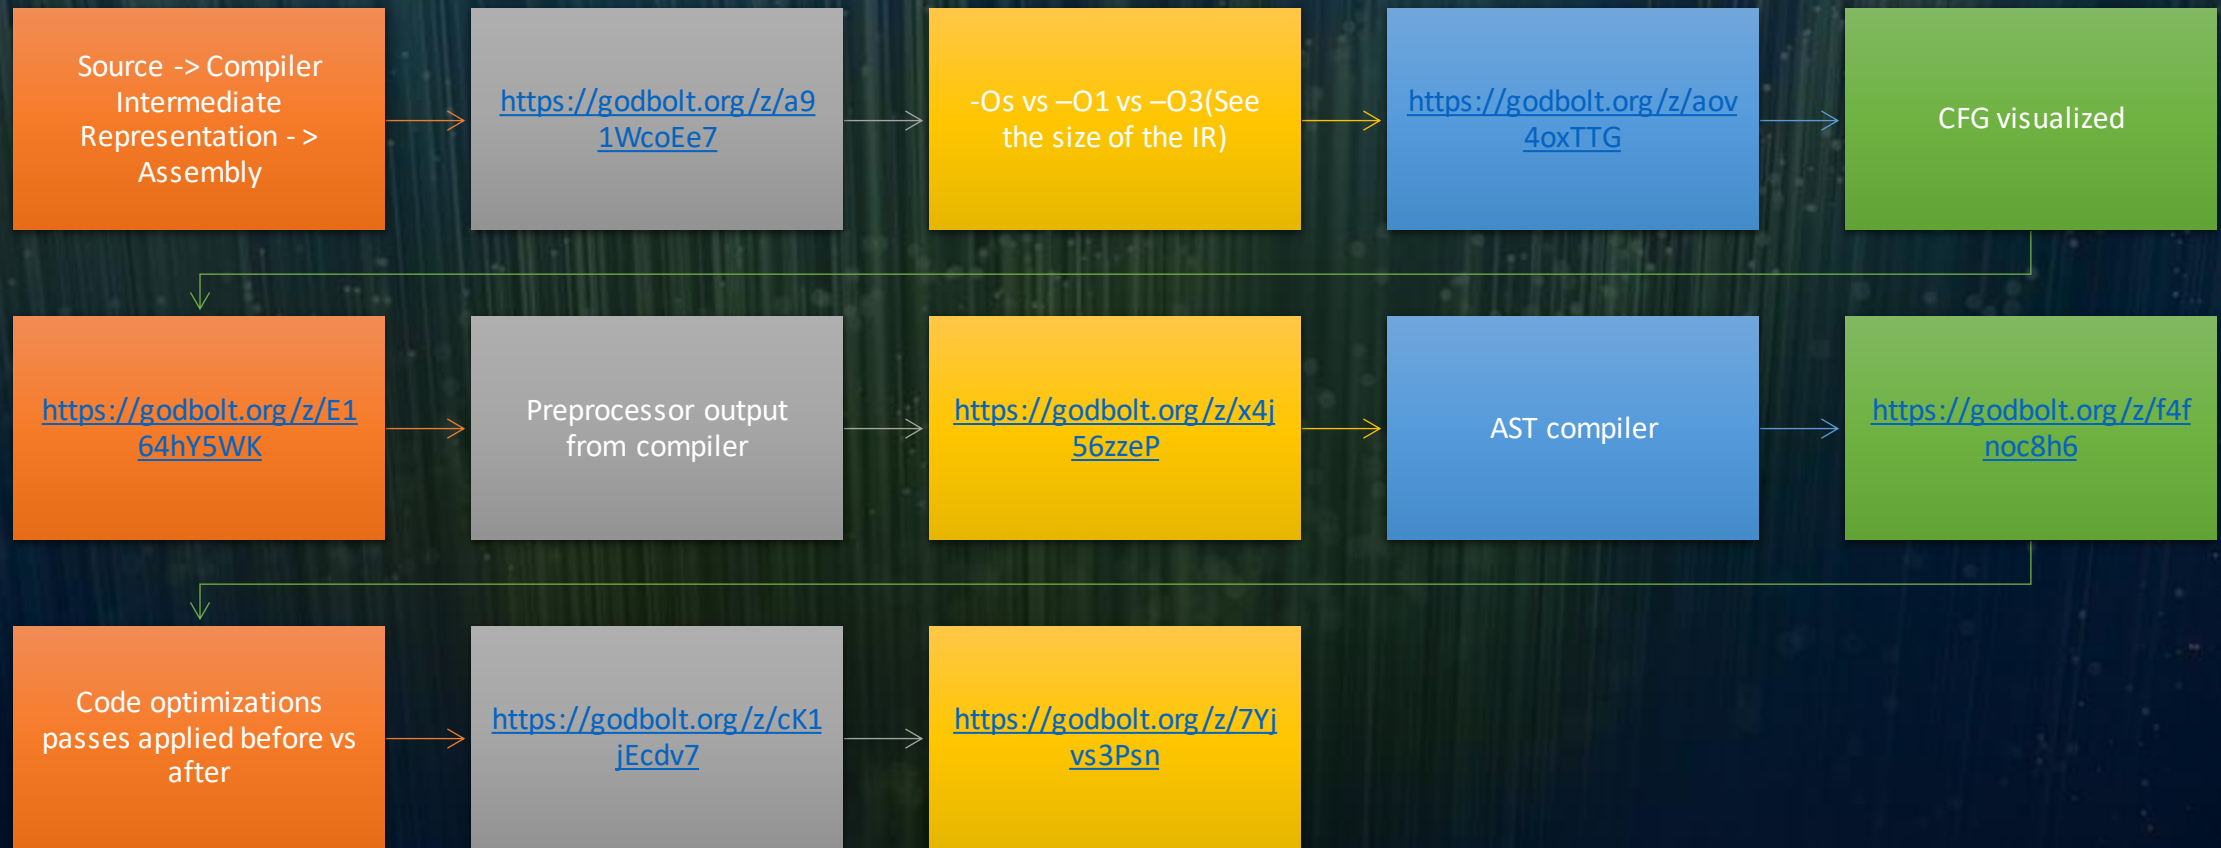 Source -> Compiler
Intermediate
Representation - >
Assembly
https://godbolt.org/z/a9
1WcoEe7
-Os vs –O1 vs –O3(See
the size of the IR)
https://godbolt.org/z/aov
4oxTTG
CFG visualized
https://godbolt.org/z/E1
64hY5WK
Preprocessor output
from compiler
https://godbolt.org/z/x4j
56zzeP
AST compiler
https://godbolt.org/z/f4f
noc8h6
Code optimizations
passes applied before vs
after
https://godbolt.org/z/cK1
jEcdv7
https://godbolt.org/z/7Yj
vs3Psn